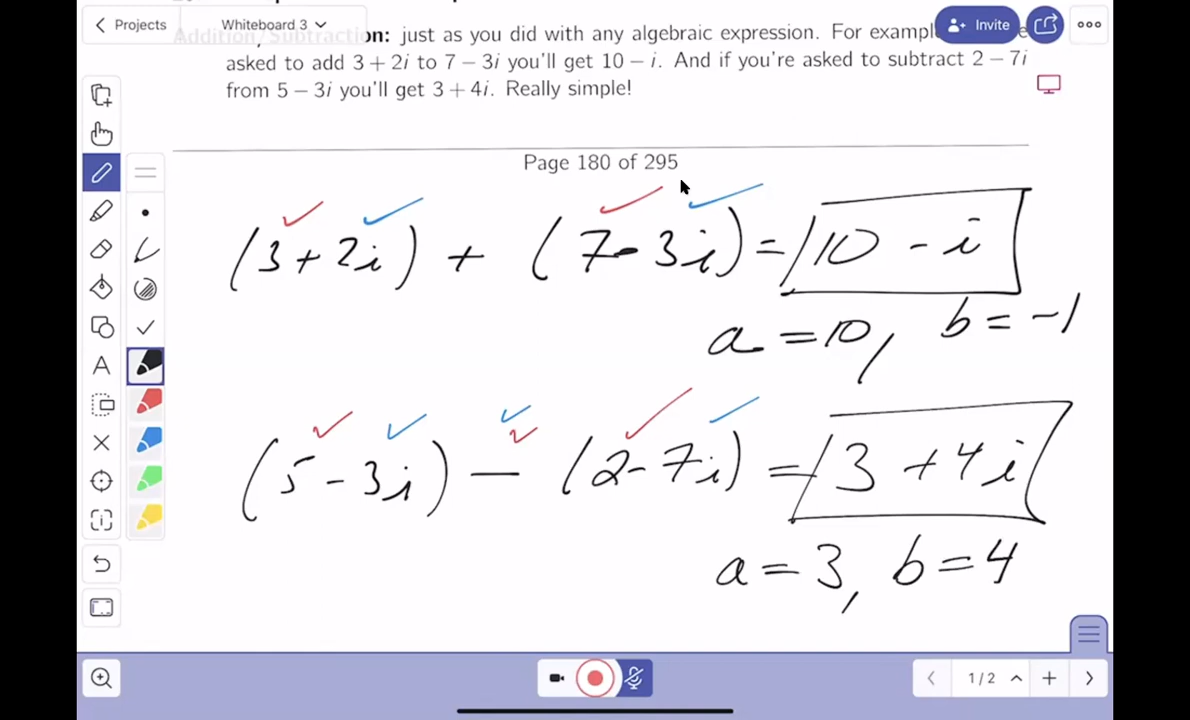 Projects
Whiteboard 3
Invite
Addition/Subtraction: just as you did with any algebraic expression. For exampl
asked to add 3 + 2i to 7 − 3i you'll get 10 − i. And if you're asked to subtract 2 − 7i
from 5 − 3i you'll get 3 + 4i. Really simple!
Page 180 of 295
(3+2i) + (7-3i) = 10 - i
a = 10, b = -1
(5-3i) - (2-7i) = 3 + 4i
a = 3, b = 4
A
1/2